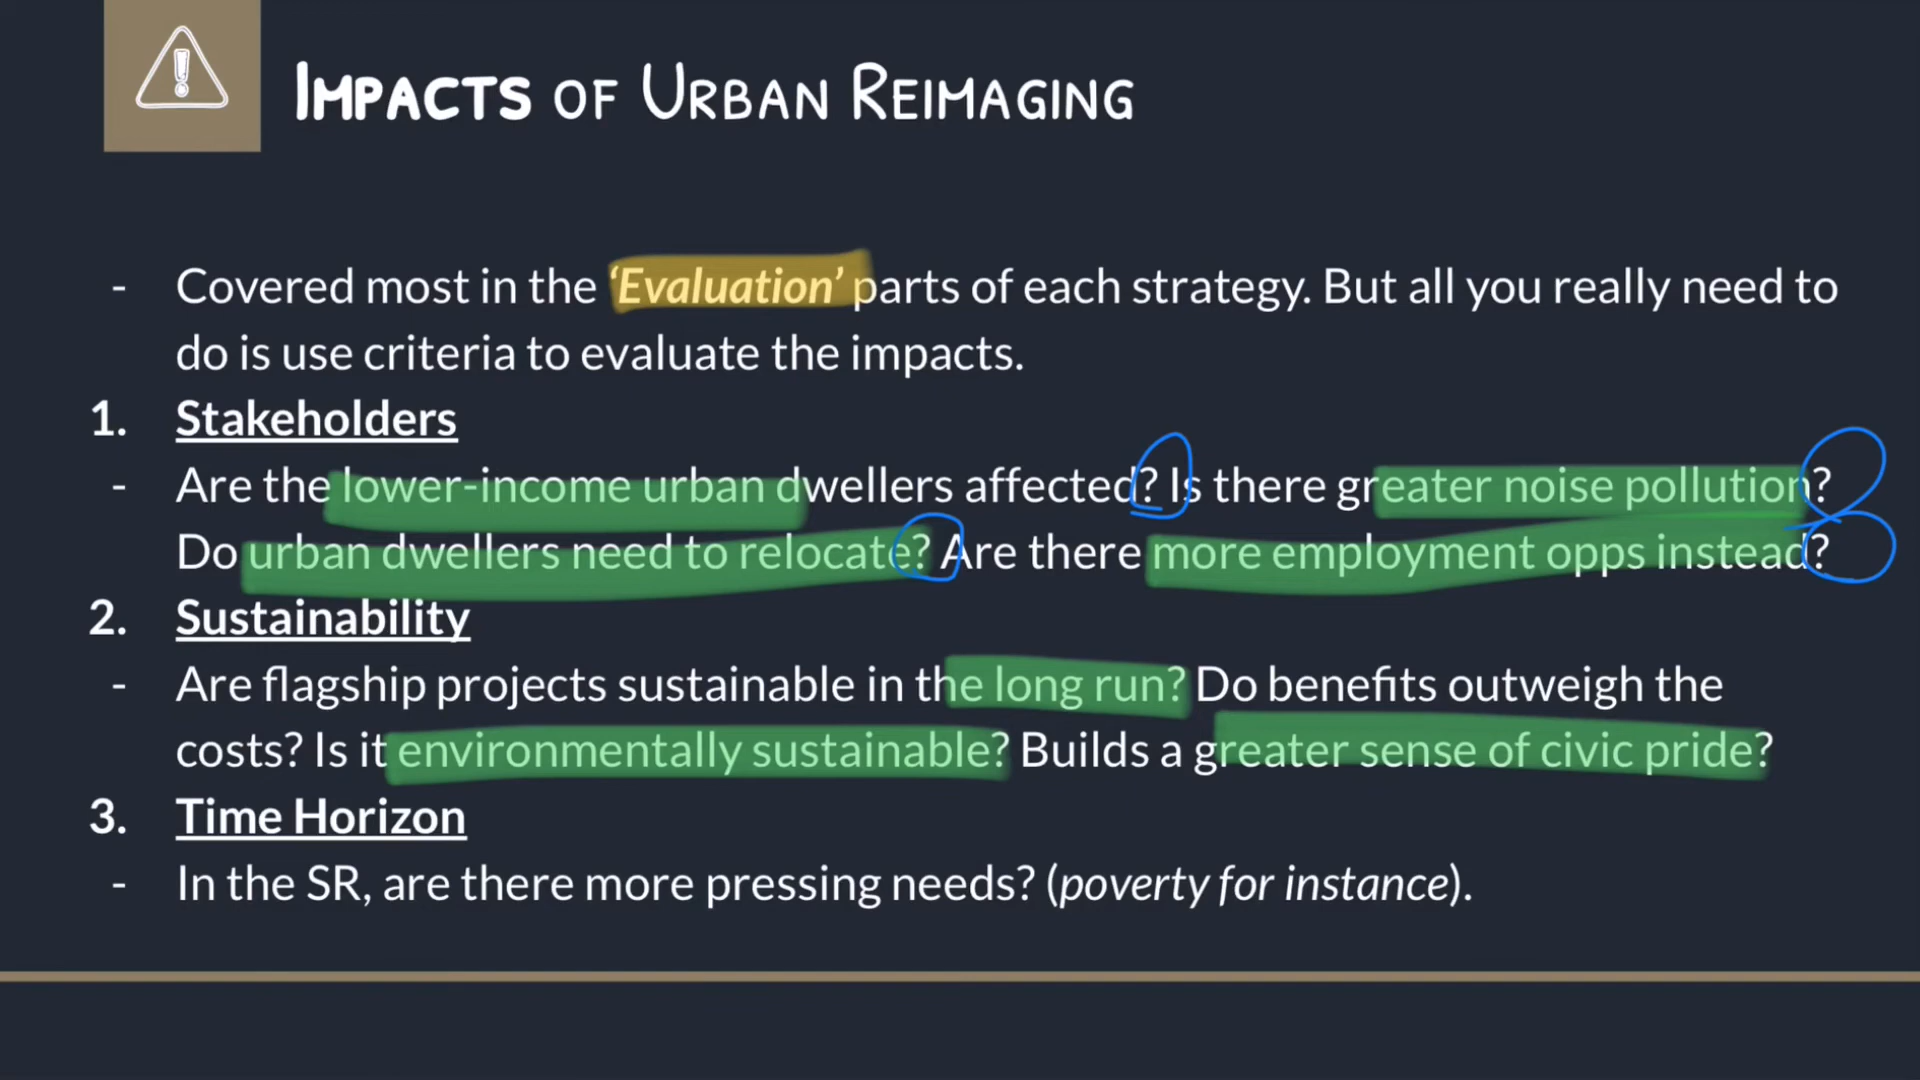 IMPACTS OF URBAN REIMAGING
- Covered most in the ‘Evaluation’ parts of each strategy. But all you really need to
do is use criteria to evaluate the impacts.
1. Stakeholders
- Are the lower-income urban dwellers affected? Is there greater noise pollution?
Do urban dwellers need to relocate? Are there more employment opps instead?
2. Sustainability
- Are flagship projects sustainable in the long run? Do benefits outweigh the
costs? Is it environmentally sustainable? Builds a greater sense of civic pride?
3. Time Horizon
- In the SR, are there more pressing needs? (poverty for instance).